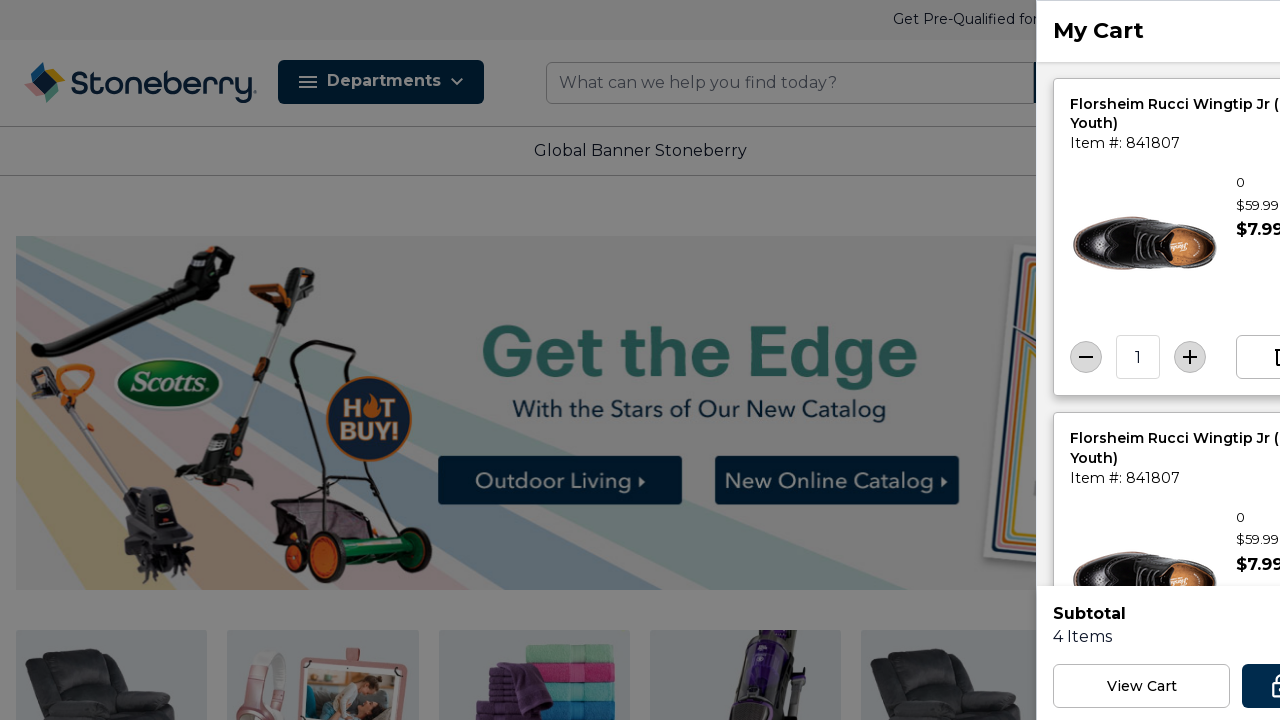 Get Pre-Qualified for
My Cart
Stoneberry
Departments
What can we help you find today?
Global Banner Stoneberry
Florsheim Rucci Wingtip Jr (
Youth)
Item #: 841807
0
$59.99
$7.99
1
Get the Edge
With the Stars of Our New Catalog
Scotts
HOT
BUY!
Outdoor Living
New Online Catalog
Florsheim Rucci Wingtip Jr (
Youth)
Item #: 841807
0
$59.99
$7.99
Subtotal
4 Items
View Cart